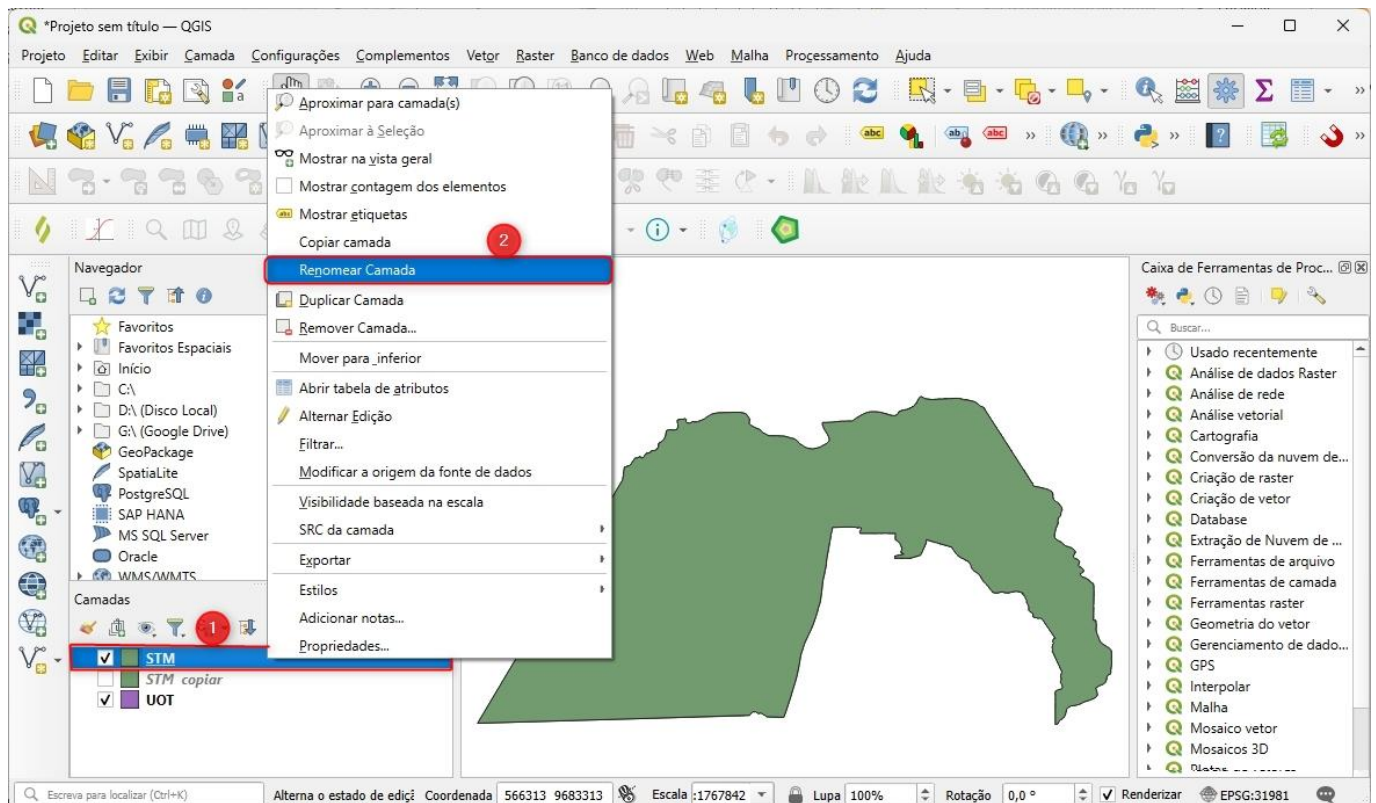 *Projeto sem título — QGIS
Projeto Editar Exibir Camada Configurações Complementos Vetor Raster Banco de dados Web Malha Processamento Ajuda
Aproximar para camada(s)
Aproximar à Seleção
Mostrar na vista geral
Mostrar contagem dos elementos
Mostrar etiquetas
Copiar camada
2
Renomear Camada
Duplicar Camada
Remover Camada...
Mover para _inferior
Abrir tabela de atributos
Alternar Edição
Filtrar...
Modificar a origem da fonte de dados
Visibilidade baseada na escala
SRC da camada
Exportar
Estilos
Adicionar notas...
Propriedades...
abc abc abc
Navegador
Favoritos
Favoritos Espaciais
Início
C:\
D:\ (Disco Local)
G:\ (Google Drive)
GeoPackage
SpatiaLite
PostgreSQL
SAP HANA
MS SQL Server
Oracle
WMS/WMTS
Camadas
1
STM
STM copiar
UOT
Caixa de Ferramentas de Proc...
Buscar...
Usado recentemente
Análise de dados Raster
Análise de rede
Análise vetorial
Cartografia
Conversão da nuvem de...
Criação de raster
Criação de vetor
Database
Extração de Nuvem de ...
Ferramentas de arquivo
Ferramentas de camada
Ferramentas raster
Geometria do vetor
Gerenciamento de dado...
GPS
Interpolar
Malha
Mosaico vetor
Mosaicos 3D
Escreva para localizar (Ctrl+K) Alterna o estado de ediçã Coordenada 566313 9683313 Escala :1767842 Lupa 100% Rotação 0,0 ° Renderizar EPSG:31981